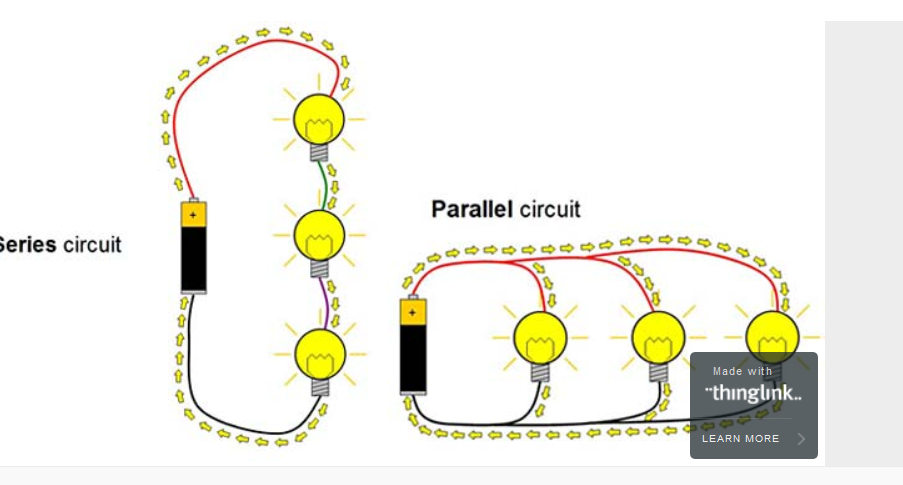 Series circuit
+
Parallel circuit
+
Made with
thinglink..
LEARN MORE